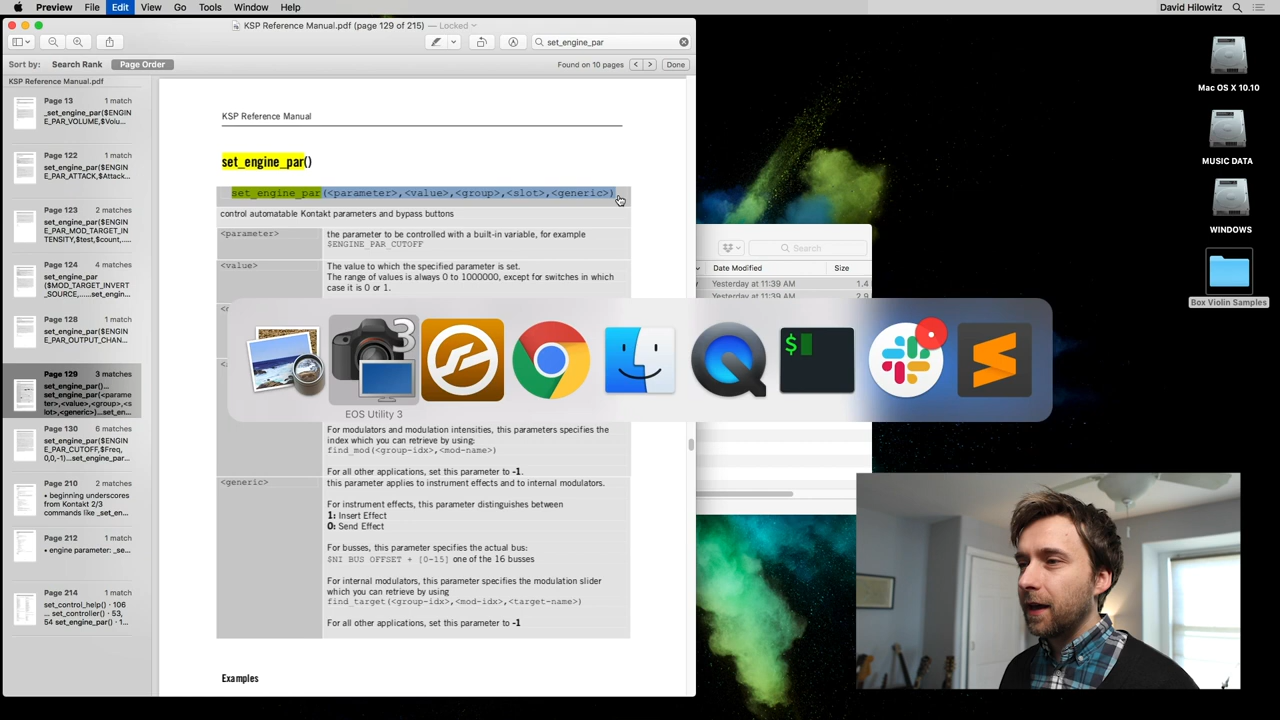 Preview File Edit View Go Tools Window Help
David Hilowitz
KSP Reference Manual.pdf (page 129 of 215) — Locked
set_engine_par
Sort by: Search Rank Page Order
Found on 10 pages
Done
KSP Reference Manual.pdf
Page 13 1 match
_set_engine_par($ENGIN
E_PAR_VOLUME,$Volu...
Page 122 1 match
set_engine_par($ENGIN
E_PAR_ATTACK,$Attack...
Page 123 2 matches
set_engine_par($ENGIN
E_PAR_MOD_TARGET_IN
TENSITY,$test,$count,....
Page 124 4 matches
set_engine_par
($MOD_TARGET_INVERT
_SOURCE,......set_engin...
Page 128 1 match
set_engine_par($ENGIN
E_PAR_OUTPUT_CHAN...
Page 129 3 matches
set_engine_par()...
set_engine_par(<parame
ter>,<value>,<group>,<s
lot>,<generic>)...set_en...
Page 130 6 matches
set_engine_par($ENGIN
E_PAR_CUTOFF,$Freq,
0,0,-1)...set_engine_par...
Page 210 2 matches
• beginning underscores
from Kontakt 2/3
commands like _set_en...
Page 212 1 match
• engine parameter: _se...
Page 214 1 match
set_control_help() · 106
... set_controller() · 53,
54 set_engine_par() · 1...
KSP Reference Manual
set_engine_par()
set_engine_par(<parameter>,<value>,<group>,<slot>,<generic>)
control automatable Kontakt parameters and bypass buttons
<parameter>
the parameter to be controlled with a built-in variable, for example
$ENGINE_PAR_CUTOFF
<value>
The value to which the specified parameter is set.
The range of values is always 0 to 1000000, except for switches in which
case it is 0 or 1.
EOS Utility 3
For modulators and modulation intensities, this parameters specifies the
index which you can retrieve by using:
find_mod(<group-idx>,<mod-name>)
For all other applications, set this parameter to -1.
<generic>
this parameter applies to instrument effects and to internal modulators.
For instrument effects, this parameter distinguishes between
1: Insert Effect
0: Send Effect
For busses, this parameter specifies the actual bus:
$NI_BUS_OFFSET + [0-15] one of the 16 busses
For internal modulators, this parameter specifies the modulation slider
which you can retrieve by using
find_target(<group-idx>,<mod-idx>,<target-name>)
For all other applications, set this parameter to -1
Examples
Search
Date Modified Size
Yesterday at 11:39 AM 1.4
Yesterday at 11:39 AM 2.9
Mac OS X 10.10
MUSIC DATA
WINDOWS
Box Violin Samples